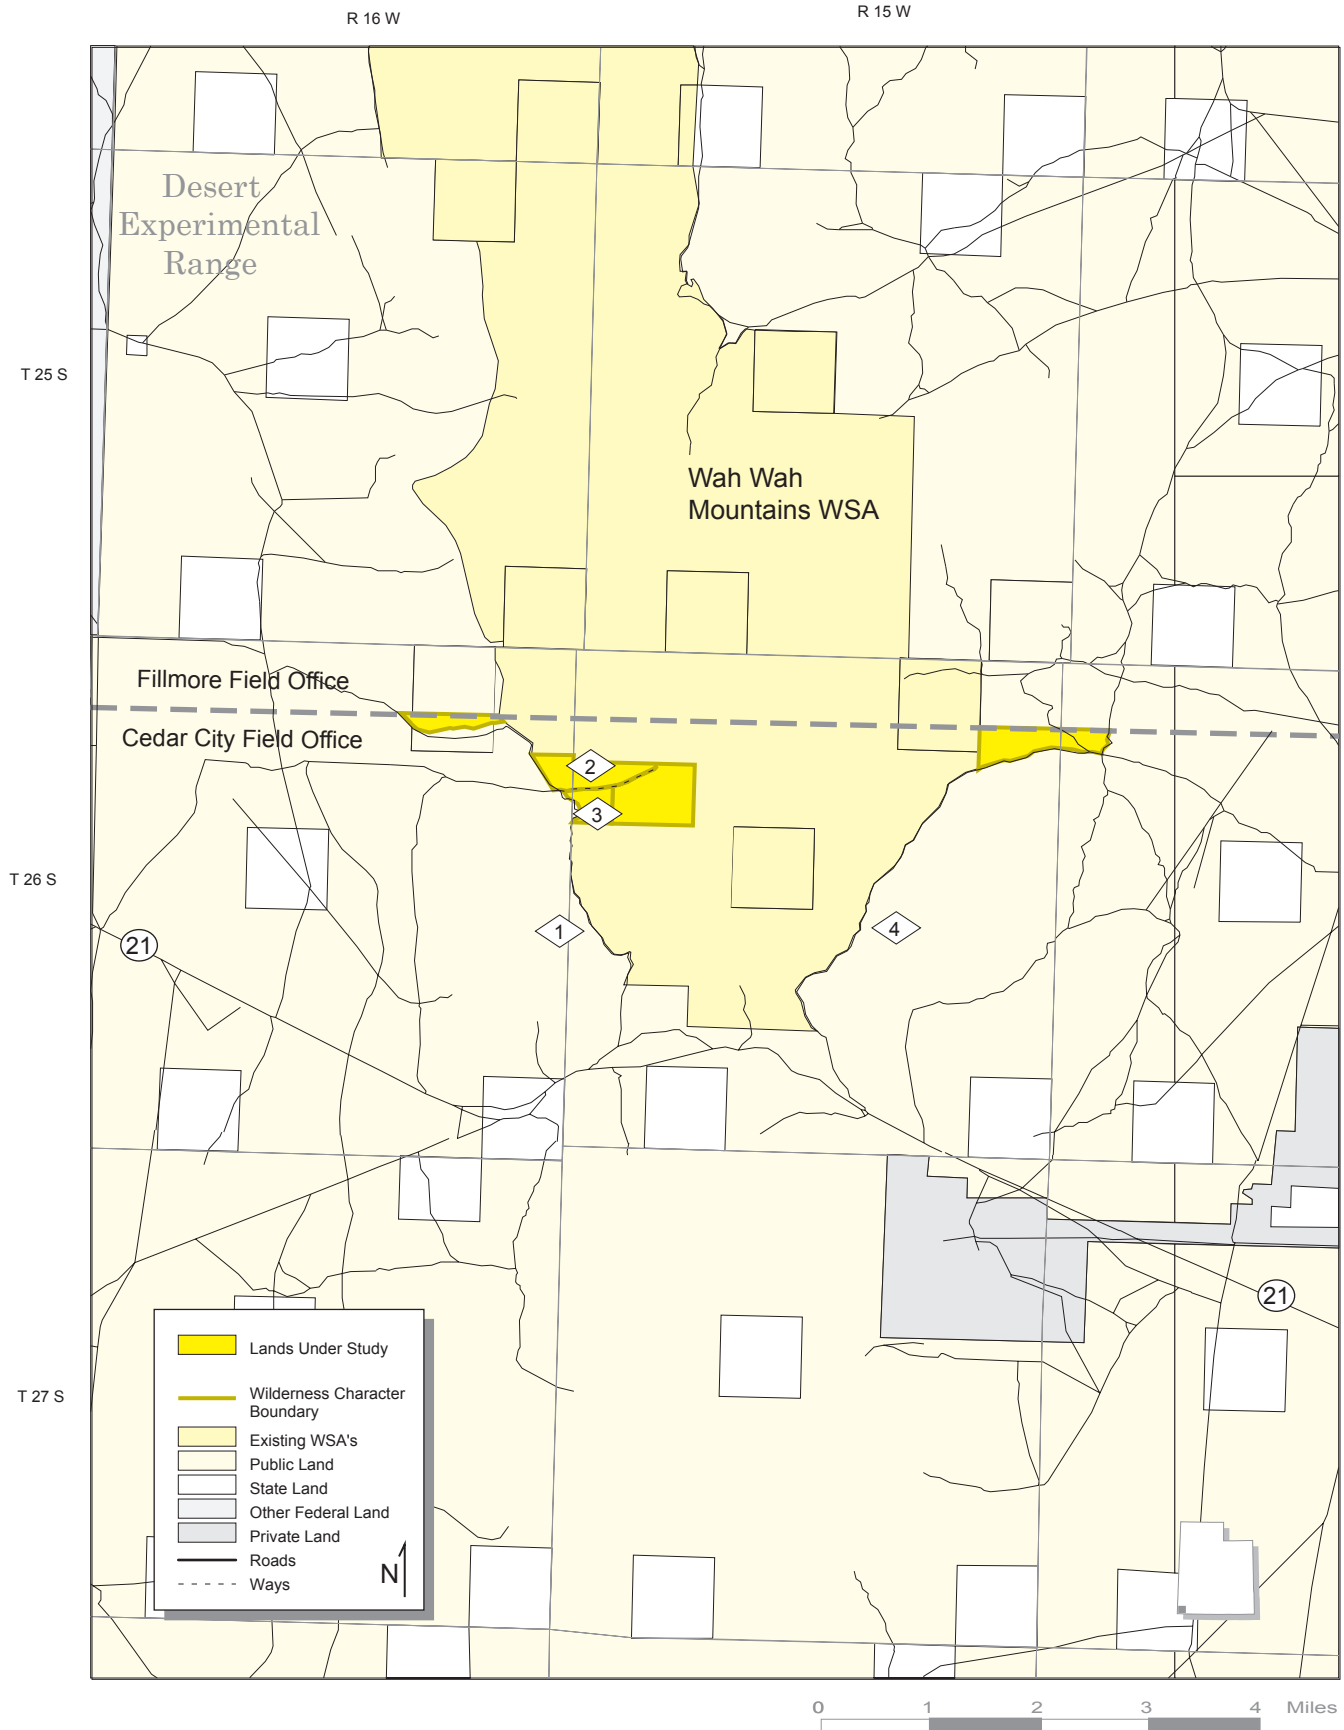 R 16 W
R 15 W
Desert
Experimental
Range
T 25 S
Wah Wah
Mountains WSA
Fillmore Field Office
Cedar City Field Office
2
3
T 26 S
1
4
21
21
Lands Under Study
Wilderness Character
Boundary
Existing WSA's
Public Land
State Land
Other Federal Land
Private Land
Roads
Ways
N
T 27 S
0 1 2 3 4 Miles